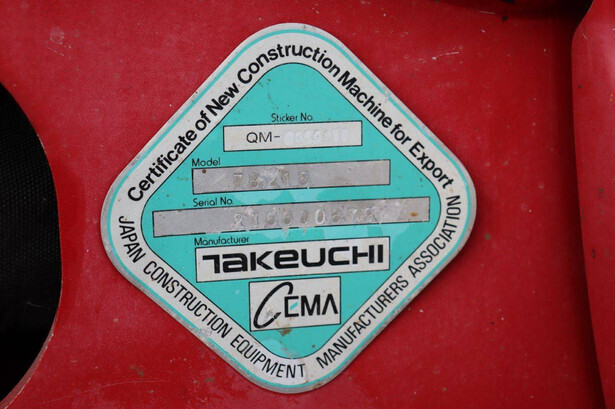 Certificate of New Construction Machine for Export
Sticker No.
QM-
Model
TB219
Serial No.
Manufacturer
TAKEUCHI
CEMA
JAPAN CONSTRUCTION EQUIPMENT MANUFACTURERS ASSOCIATION